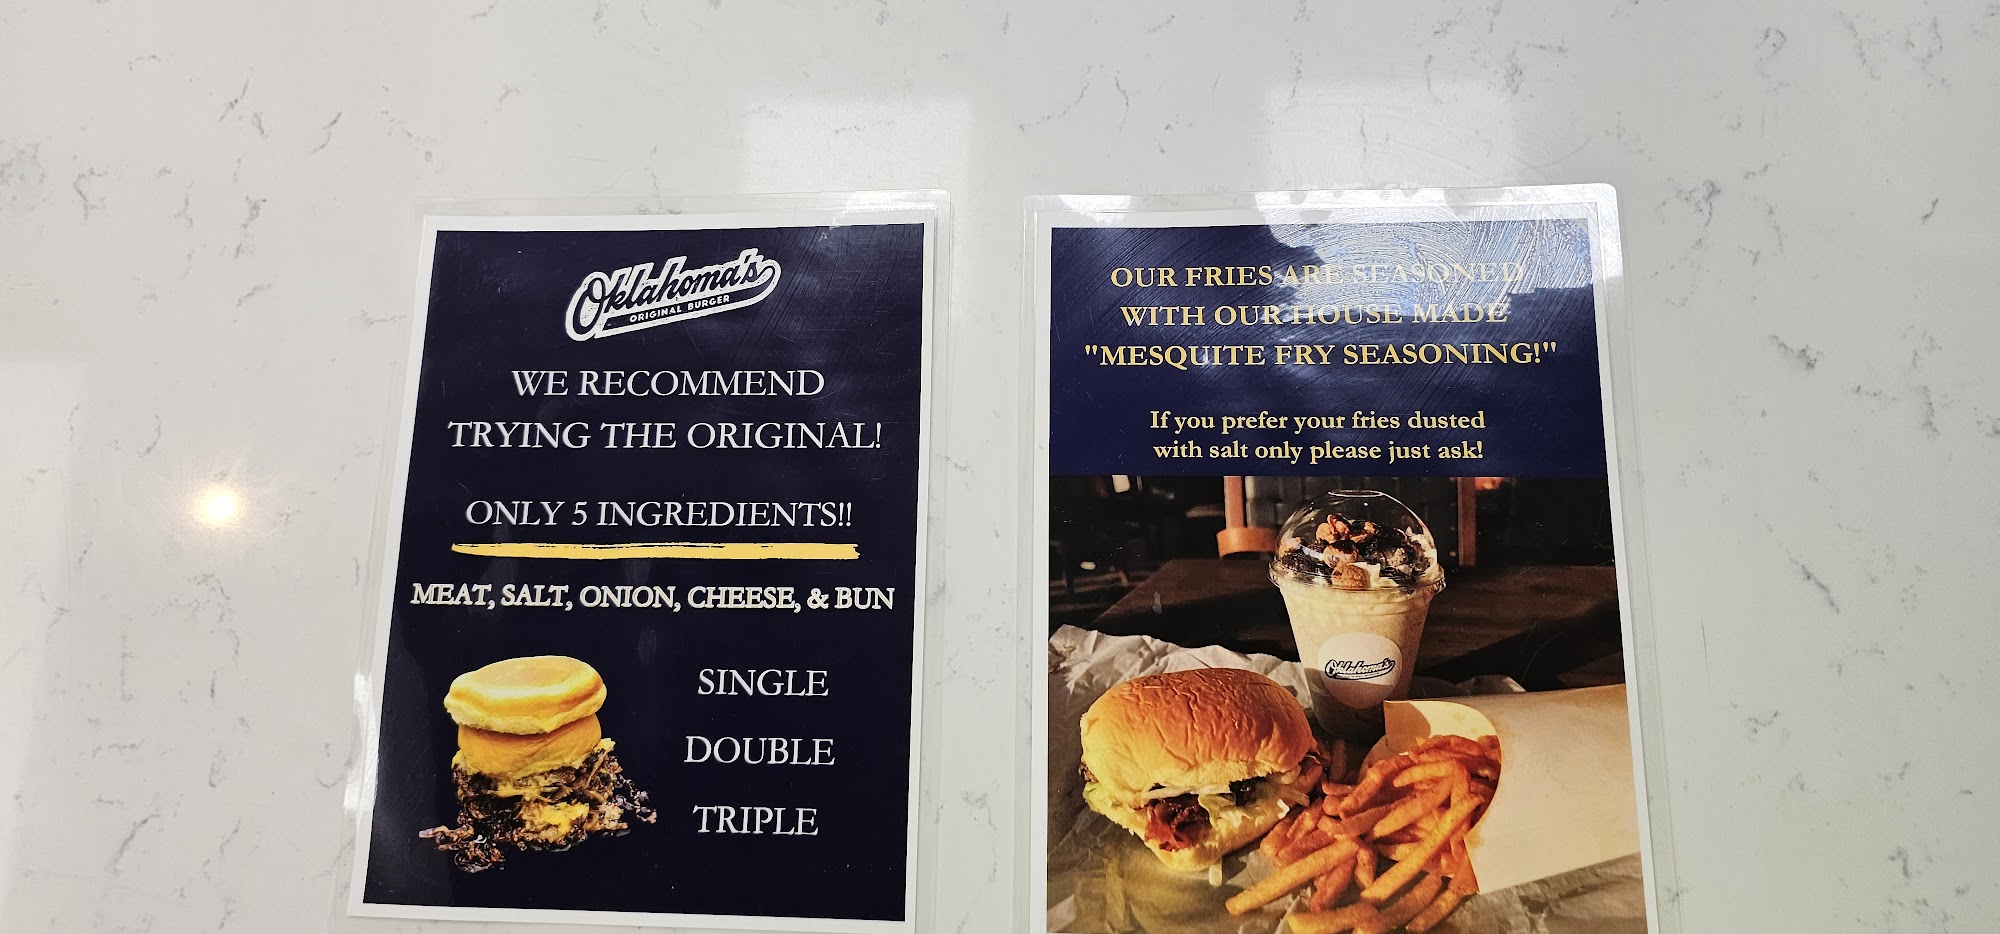 Oklahoma's
ORIGINAL BURGER
WE RECOMMEND
TRYING THE ORIGINAL!
ONLY 5 INGREDIENTS!!
MEAT, SALT, ONION, CHEESE, & BUN
SINGLE
DOUBLE
TRIPLE
OUR FRIES ARE SEASONED
WITH OUR HOUSE MADE
"MESQUITE FRY SEASONING!"
If you prefer your fries dusted
with salt only please just ask!
Oklahoma's